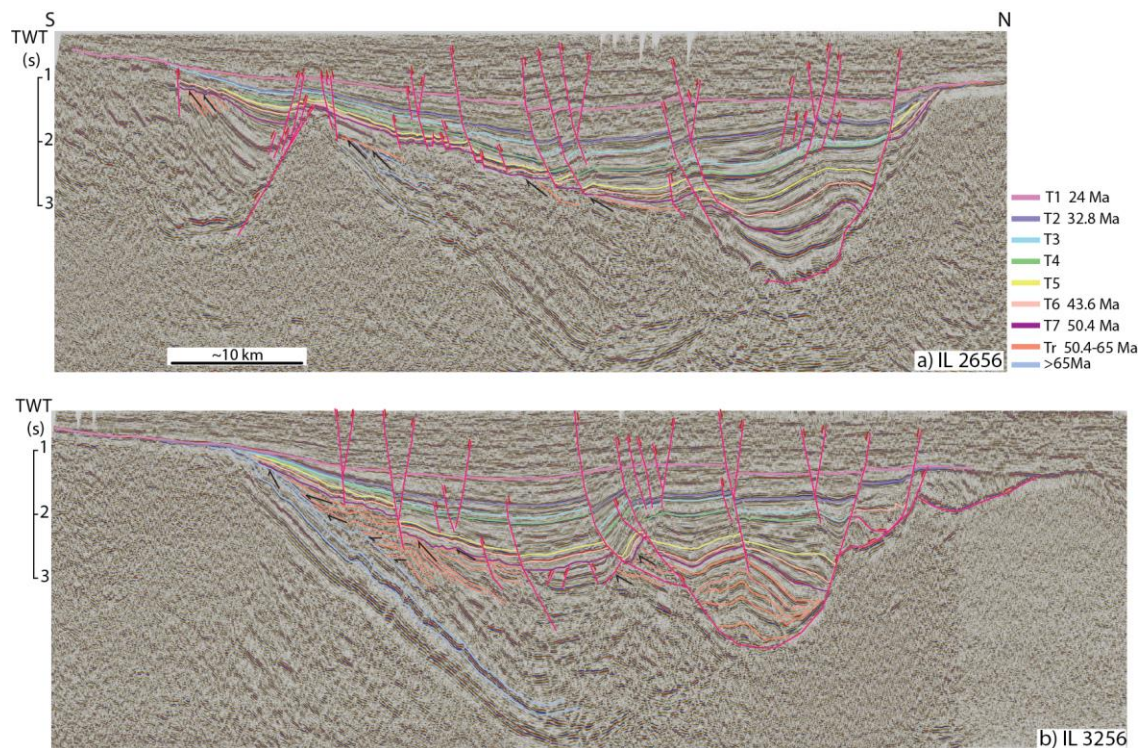 S
N
TWT
(s)
1
2
3
T1 24 Ma
T2 32.8 Ma
T3
T4
T5
T6 43.6 Ma
T7 50.4 Ma
Tr 50.4-65 Ma
>65Ma
~10 km
a) IL 2656
TWT
(s)
1
2
3
b) IL 3256